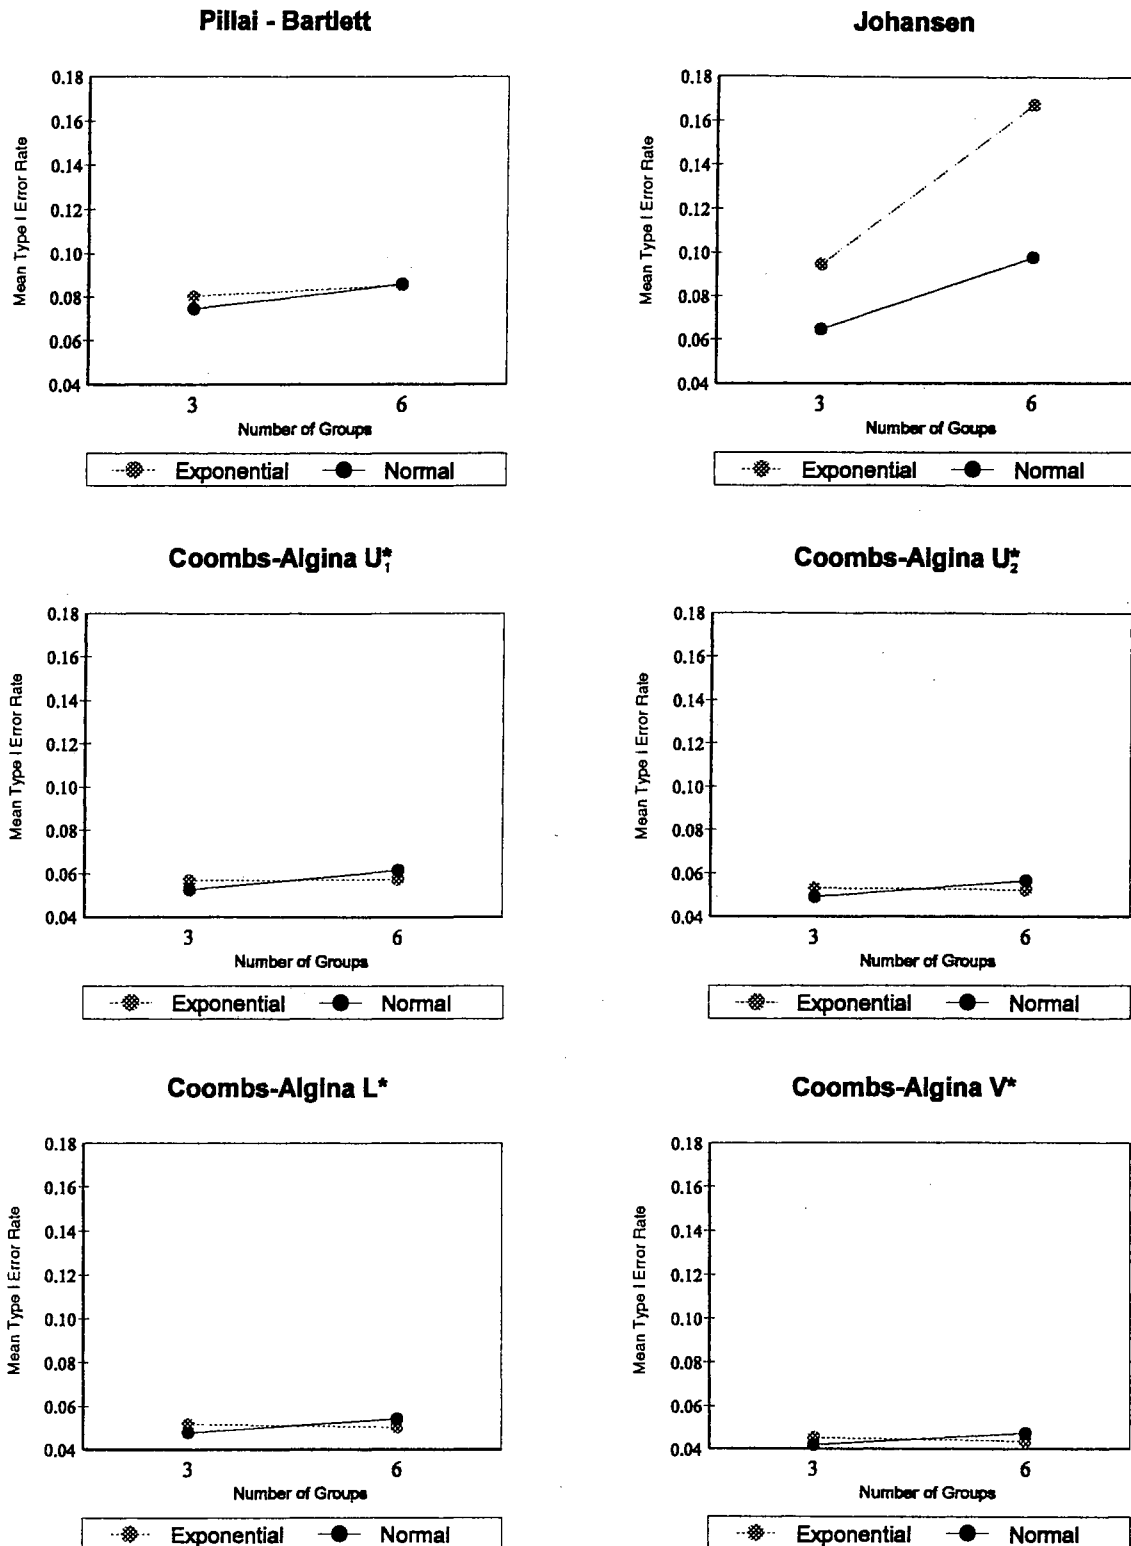 Pillai - Bartlett
0.18
0.16
0.14
0.12
0.10
0.08
0.06
0.04
Mean Type I Error Rate
3 6
Number of Groups
Exponential Normal
Johansen
0.18
0.16
0.14
0.12
0.10
0.08
0.06
0.04
Mean Type I Error Rate
3 6
Number of Goups
Exponential Normal
Coombs-Algina U₁*
0.18
0.16
0.14
0.12
0.10
0.08
0.06
0.04
Mean Type I Error Rate
3 6
Number of Groups
Exponential Normal
Coombs-Algina U₂*
0.18
0.16
0.14
0.12
0.10
0.08
0.06
0.04
Mean Type I Error Rate
3 6
Number of Groups
Exponential Normal
Coombs-Algina L*
0.18
0.16
0.14
0.12
0.10
0.08
0.06
0.04
Mean Type I Error Rate
3 6
Number of Groups
Exponential Normal
Coombs-Algina V*
0.18
0.16
0.14
0.12
0.10
0.08
0.06
0.04
Mean Type I Error Rate
3 6
Number of Groups
Exponential Normal